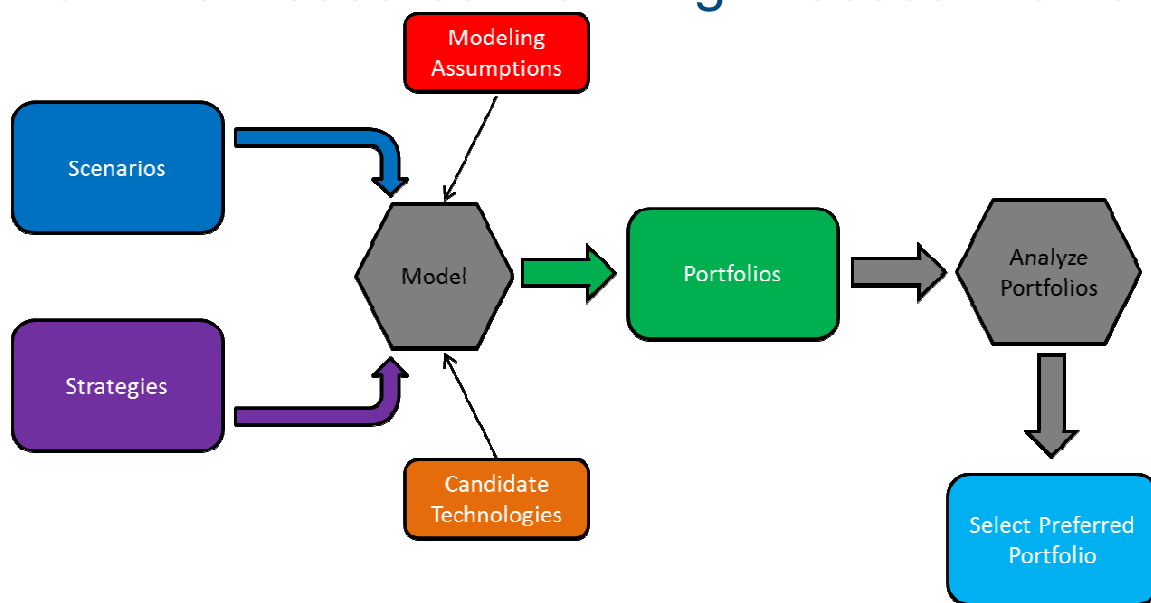 Modeling
Assumptions
Scenarios
Model
Portfolios
Analyze
Portfolios
Strategies
Candidate
Technologies
Select Preferred
Portfolio